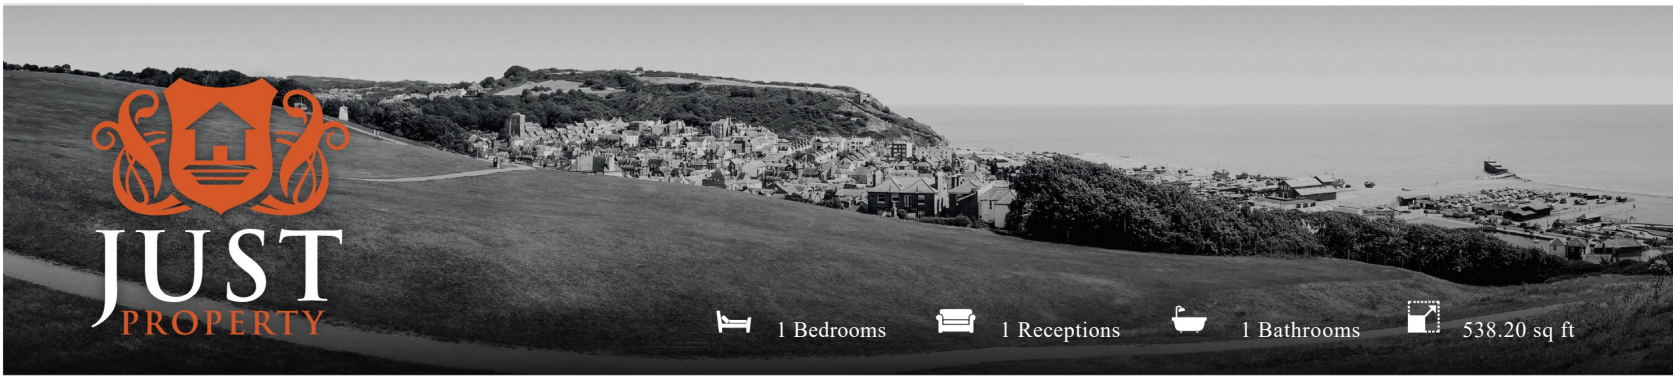 JUST
PROPERTY
1 Bedrooms
1 Receptions
1 Bathrooms
538.20 sq ft